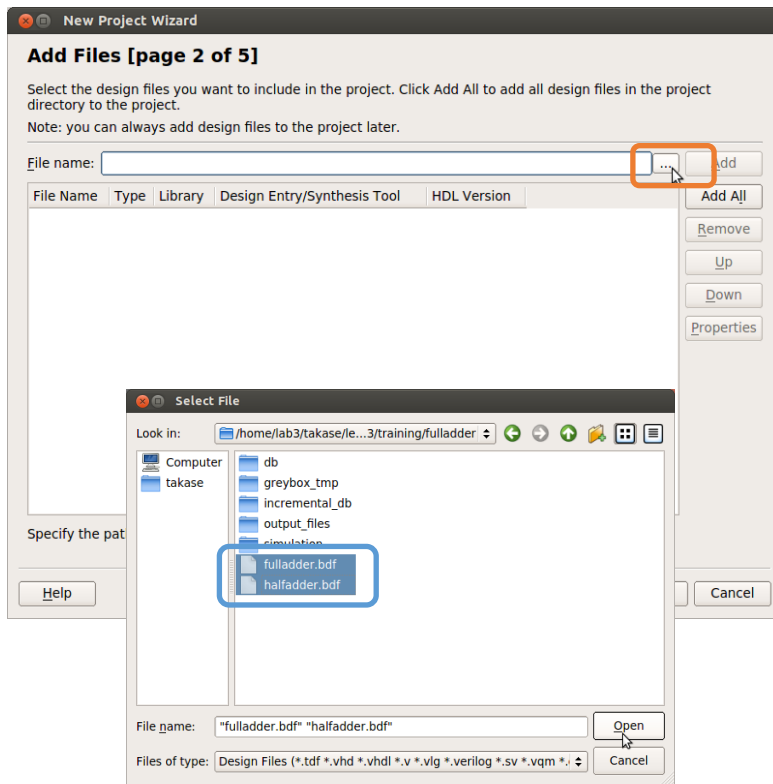 New Project Wizard
Add Files [page 2 of 5]
Select the design files you want to include in the project. Click Add All to add all design files in the project
directory to the project.
Note: you can always add design files to the project later.
File name: ... Add
File Name Type Library Design Entry/Synthesis Tool HDL Version Add All
Remove
Up
Down
Properties
Select File
Look in: /home/lab3/takase/le...3/training/fulladder
Computer db
takase greybox_tmp
incremental_db
output_files
Specify the pat
simulation
fulladder.bdf
halfadder.bdf
Help Cancel
File name: "fulladder.bdf" "halfadder.bdf" Open
Files of type: Design Files (*.tdf *.vhd *.vhdl *.v *.vlg *.verilog *.sv *.vqm *. Cancel